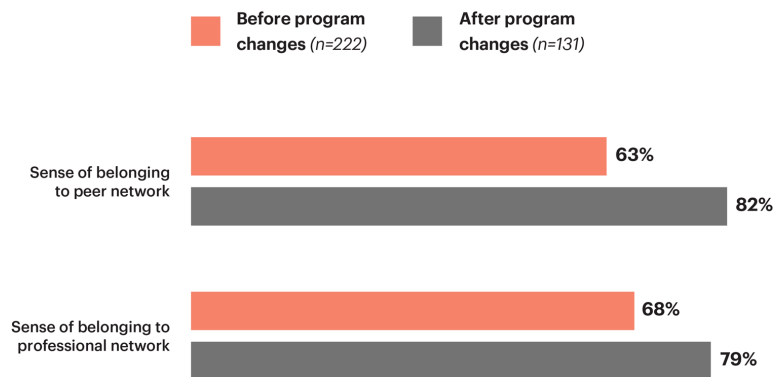 Before program
changes (n=222)
After program
changes (n=131)
Sense of belonging
to peer network
63%
82%
Sense of belonging to
professional network
68%
79%